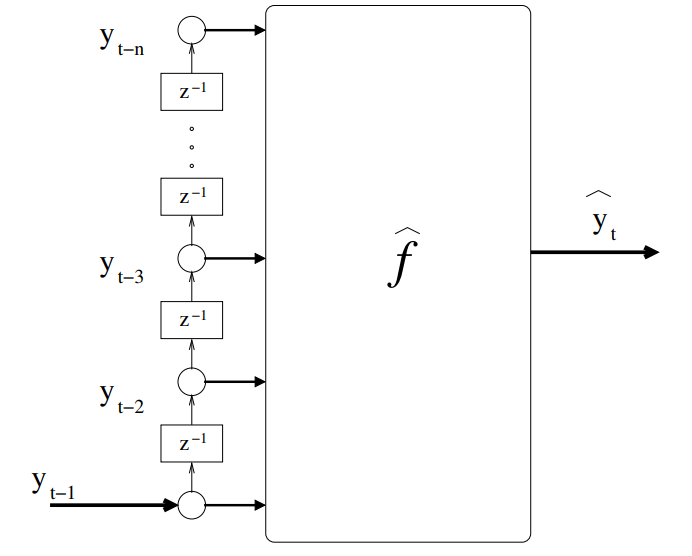 y t−n
z⁻¹
z⁻¹
y t−3
z⁻¹
y t−2
z⁻¹
y t−1
f̂
ŷ t